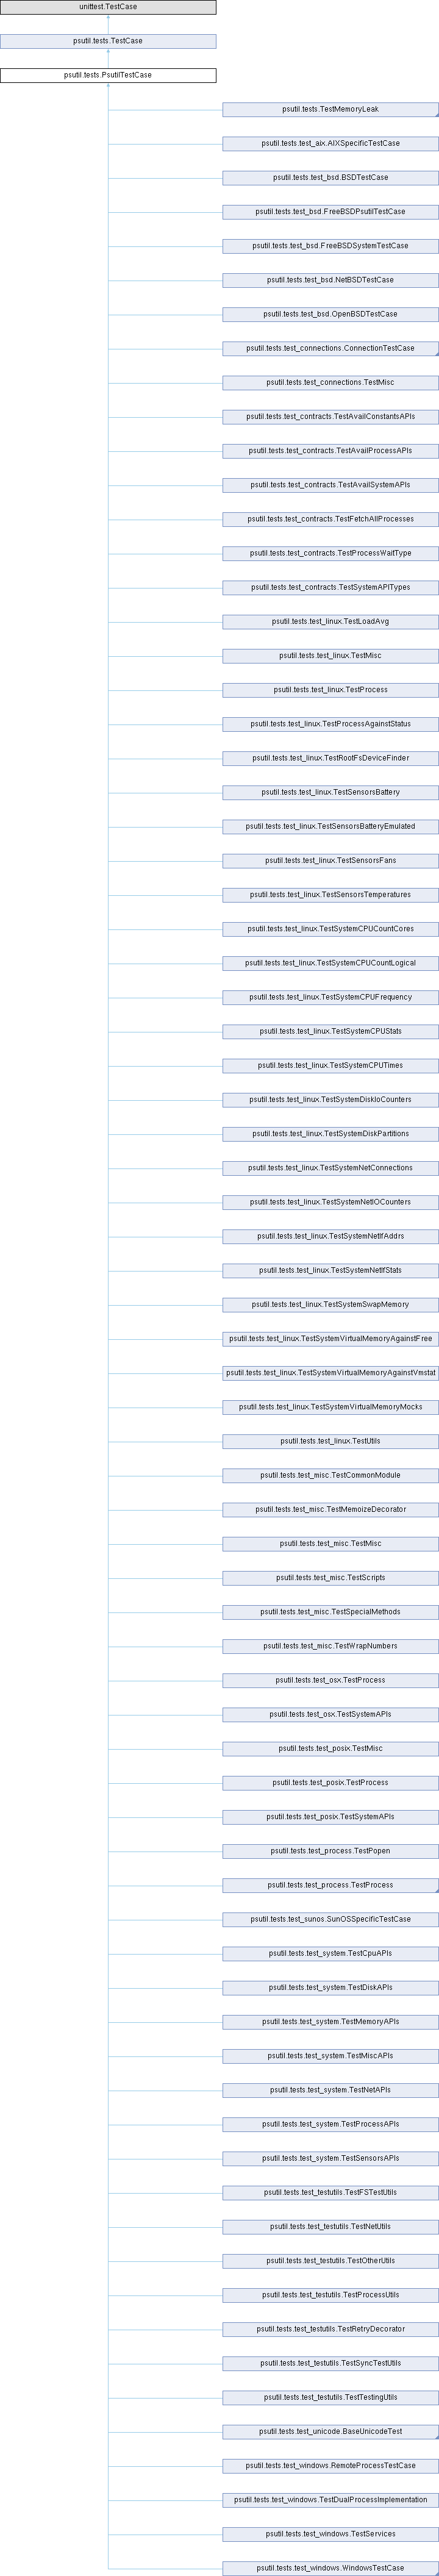 unittest.TestCase
psutil.tests.TestCase
psutil.tests.PsutilTestCase
psutil.tests.TestMemoryLeak
psutil.tests.test_aix.AIXSpecificTestCase
psutil.tests.test_bsd.BSDTestCase
psutil.tests.test_bsd.FreeBSDPsutilTestCase
psutil.tests.test_bsd.FreeBSDSystemTestCase
psutil.tests.test_bsd.NetBSDTestCase
psutil.tests.test_bsd.OpenBSDTestCase
psutil.tests.test_connections.ConnectionTestCase
psutil.tests.test_connections.TestMisc
psutil.tests.test_contracts.TestAvailConstantsAPIs
psutil.tests.test_contracts.TestAvailProcessAPIs
psutil.tests.test_contracts.TestAvailSystemAPIs
psutil.tests.test_contracts.TestFetchAllProcesses
psutil.tests.test_contracts.TestProcessWaitType
psutil.tests.test_contracts.TestSystemAPITypes
psutil.tests.test_linux.TestLoadAvg
psutil.tests.test_linux.TestMisc
psutil.tests.test_linux.TestProcess
psutil.tests.test_linux.TestProcessAgainstStatus
psutil.tests.test_linux.TestRootFsDeviceFinder
psutil.tests.test_linux.TestSensorsBattery
psutil.tests.test_linux.TestSensorsBatteryEmulated
psutil.tests.test_linux.TestSensorsFans
psutil.tests.test_linux.TestSensorsTemperatures
psutil.tests.test_linux.TestSystemCPUCountCores
psutil.tests.test_linux.TestSystemCPUCountLogical
psutil.tests.test_linux.TestSystemCPUFrequency
psutil.tests.test_linux.TestSystemCPUStats
psutil.tests.test_linux.TestSystemCPUTimes
psutil.tests.test_linux.TestSystemDiskIoCounters
psutil.tests.test_linux.TestSystemDiskPartitions
psutil.tests.test_linux.TestSystemNetConnections
psutil.tests.test_linux.TestSystemNetIOCounters
psutil.tests.test_linux.TestSystemNetIfAddrs
psutil.tests.test_linux.TestSystemNetIfStats
psutil.tests.test_linux.TestSystemSwapMemory
psutil.tests.test_linux.TestSystemVirtualMemoryAgainstFree
psutil.tests.test_linux.TestSystemVirtualMemoryAgainstVmstat
psutil.tests.test_linux.TestSystemVirtualMemoryMocks
psutil.tests.test_linux.TestUtils
psutil.tests.test_misc.TestCommonModule
psutil.tests.test_misc.TestMemoizeDecorator
psutil.tests.test_misc.TestMisc
psutil.tests.test_misc.TestScripts
psutil.tests.test_misc.TestSpecialMethods
psutil.tests.test_misc.TestWrapNumbers
psutil.tests.test_osx.TestProcess
psutil.tests.test_osx.TestSystemAPIs
psutil.tests.test_posix.TestMisc
psutil.tests.test_posix.TestProcess
psutil.tests.test_posix.TestSystemAPIs
psutil.tests.test_process.TestPopen
psutil.tests.test_process.TestProcess
psutil.tests.test_sunos.SunOSSpecificTestCase
psutil.tests.test_system.TestCpuAPIs
psutil.tests.test_system.TestDiskAPIs
psutil.tests.test_system.TestMemoryAPIs
psutil.tests.test_system.TestMiscAPIs
psutil.tests.test_system.TestNetAPIs
psutil.tests.test_system.TestProcessAPIs
psutil.tests.test_system.TestSensorsAPIs
psutil.tests.test_testutils.TestFSTestUtils
psutil.tests.test_testutils.TestNetUtils
psutil.tests.test_testutils.TestOtherUtils
psutil.tests.test_testutils.TestProcessUtils
psutil.tests.test_testutils.TestRetryDecorator
psutil.tests.test_testutils.TestSyncTestUtils
psutil.tests.test_testutils.TestTestingUtils
psutil.tests.test_unicode.BaseUnicodeTest
psutil.tests.test_windows.RemoteProcessTestCase
psutil.tests.test_windows.TestDualProcessImplementation
psutil.tests.test_windows.TestServices
psutil.tests.test_windows.WindowsTestCase